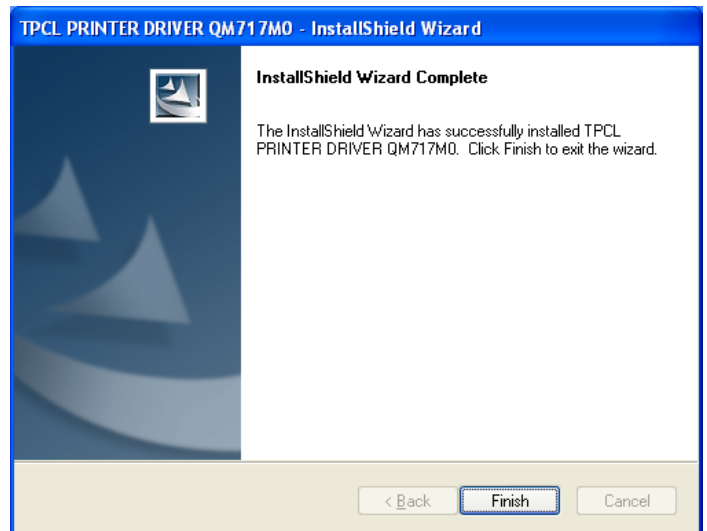 TPCL PRINTER DRIVER QM717M0 - InstallShield Wizard
InstallShield Wizard Complete
The InstallShield Wizard has successfully installed TPCL
PRINTER DRIVER QM717M0. Click Finish to exit the wizard.
< Back
Finish
Cancel